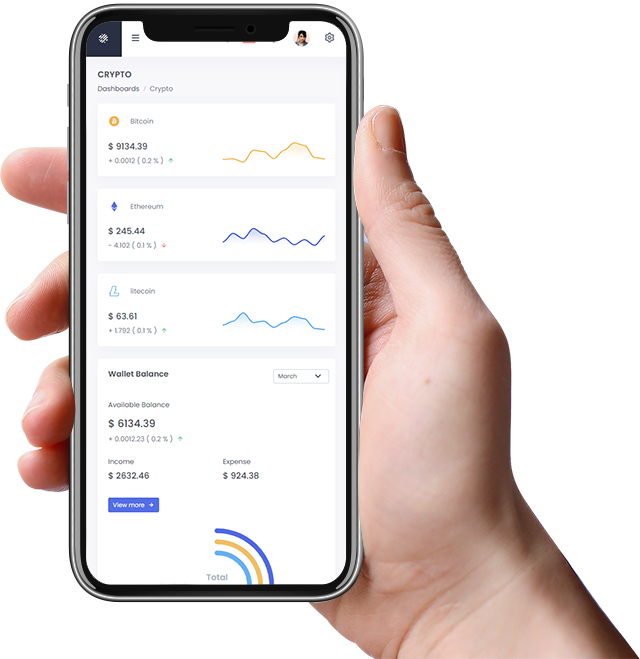 CRYPTO
Dashboards / Crypto
Bitcoin
$ 9134.39
+ 0.0012 ( 0.2 % ) ↑
Ethereum
$ 245.44
- 4.102 ( 0.1 % ) ↓
litecoin
$ 63.61
+ 1.792 ( 0.1 % ) ↑
Wallet Balance
March
Available Balance
$ 6134.39
+ 0.0012.23 ( 0.2 % ) ↑
Income Expense
$ 2632.46 $ 924.38
View more →
Total